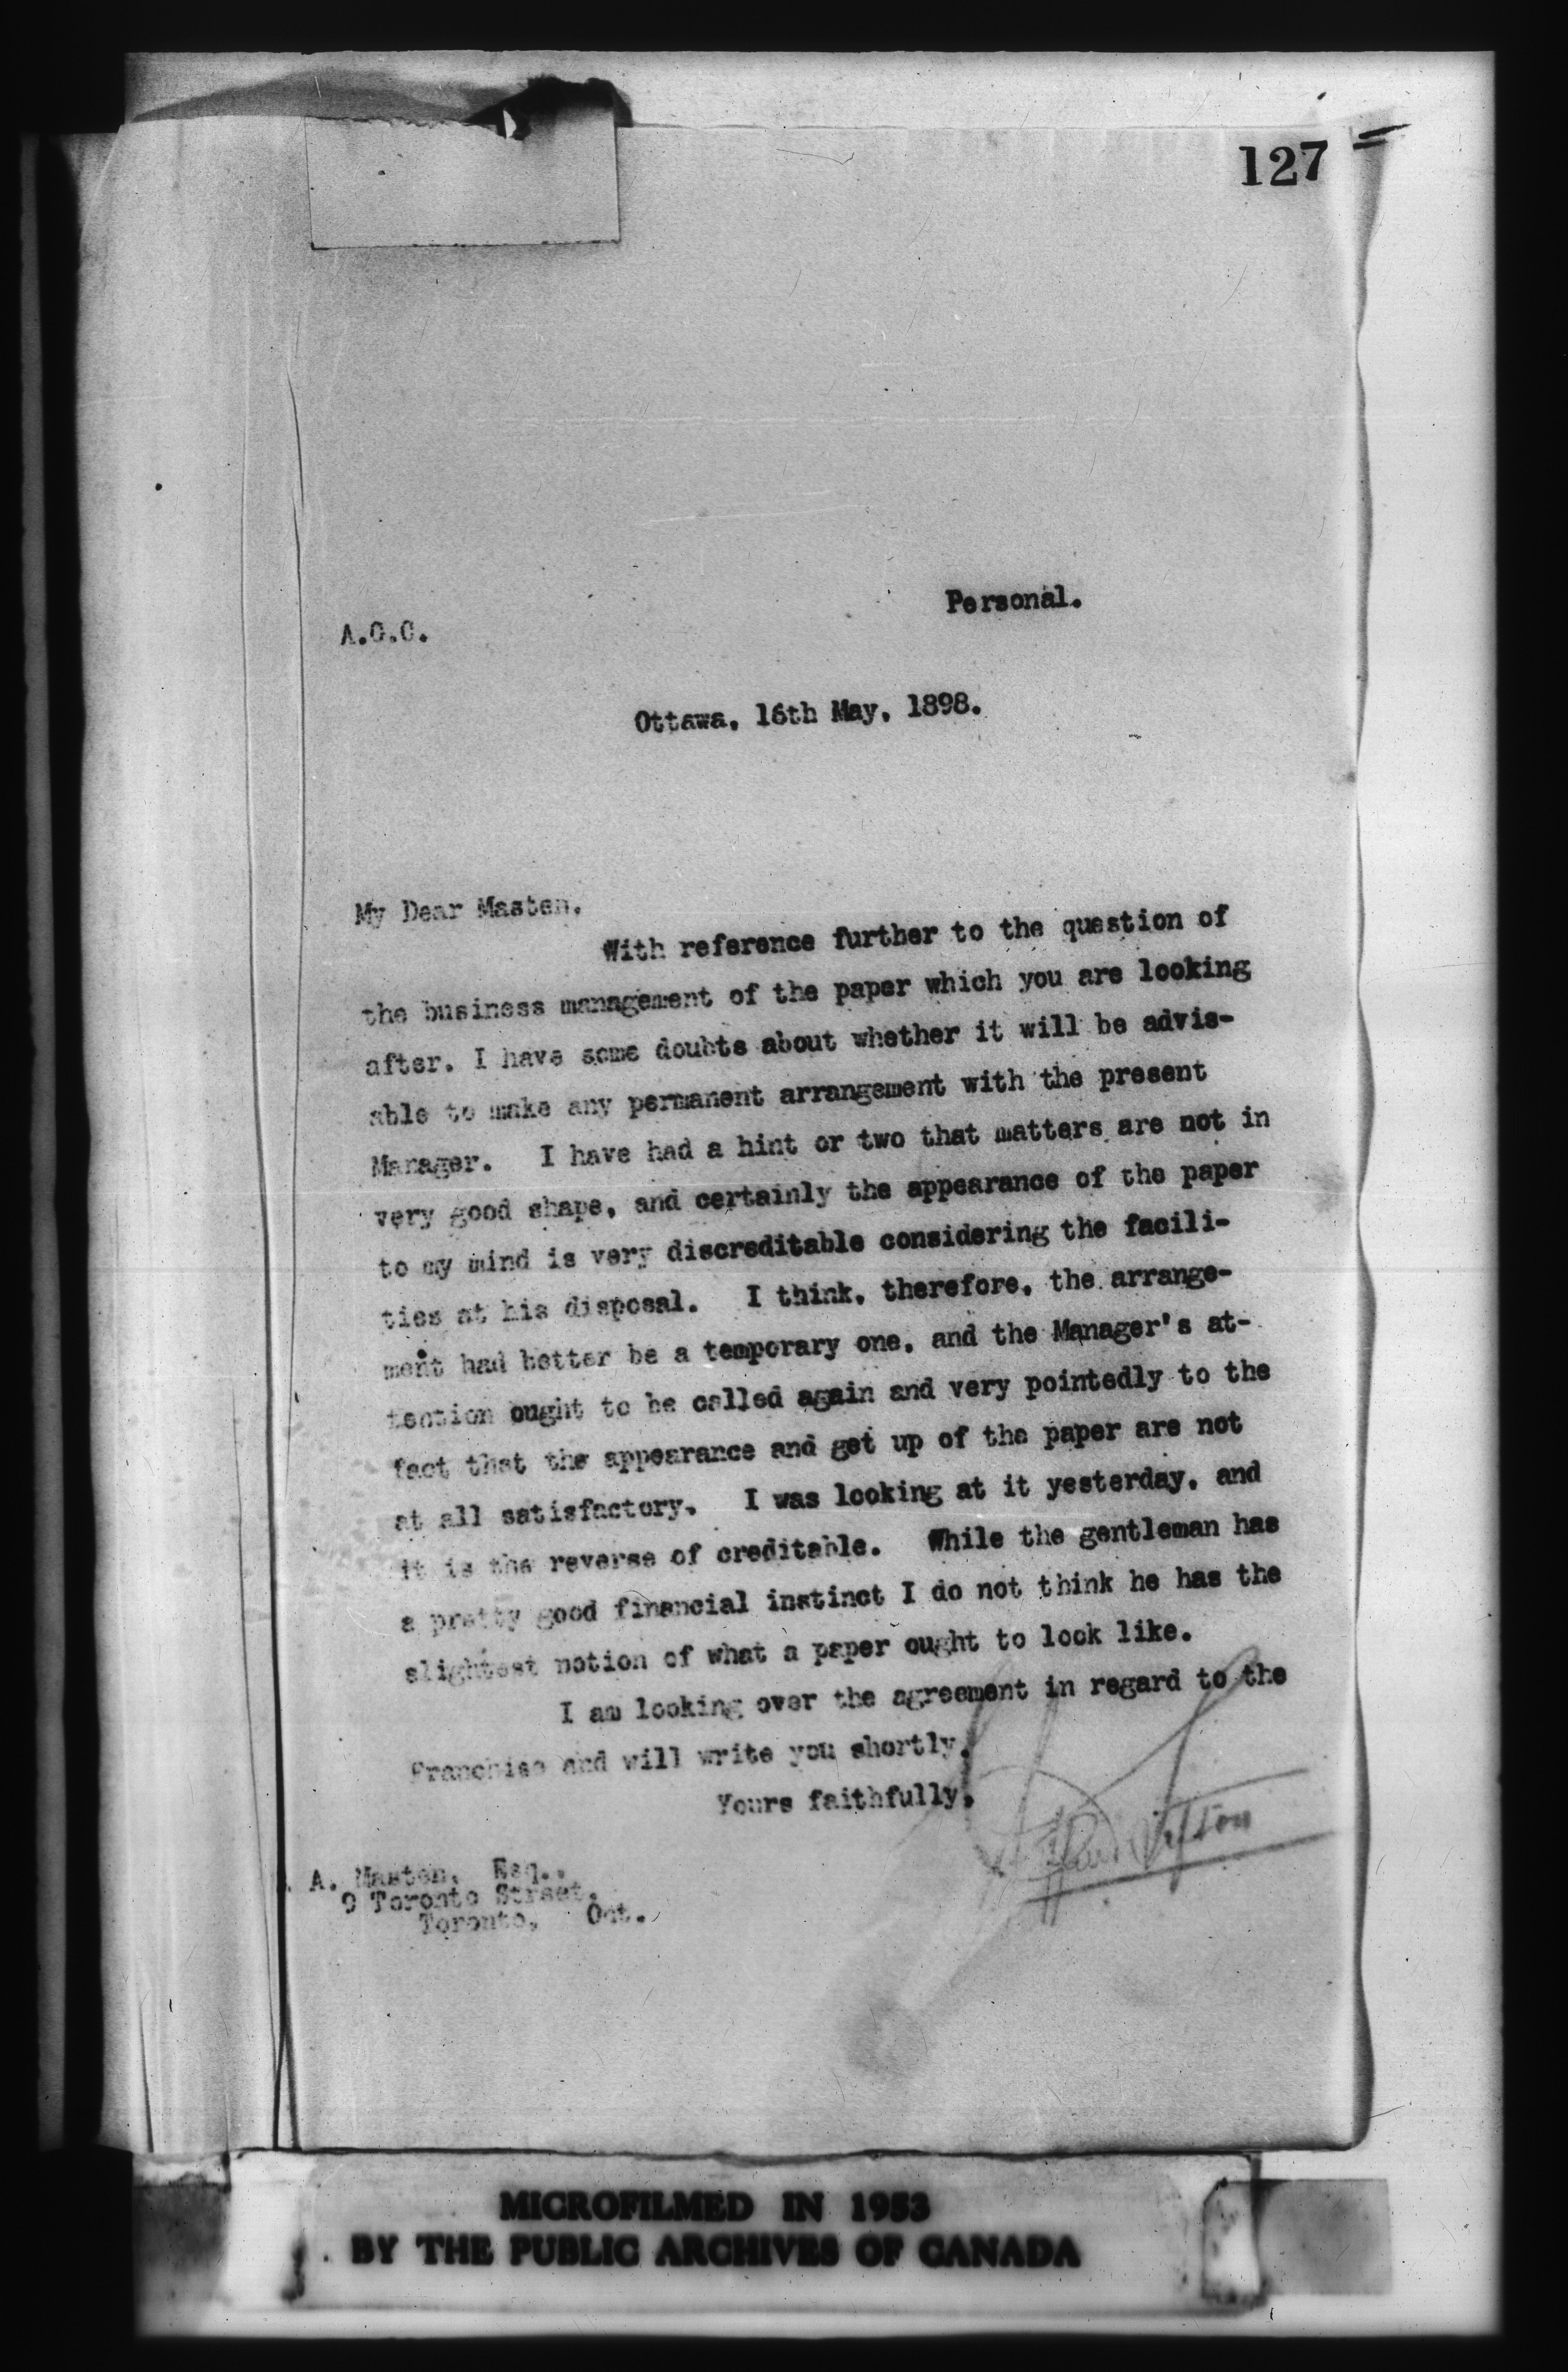 127
Personal.
A.O.C.
Ottawa, 16th May, 1898.
My Dear Masten,
With reference further to the question of
the business management of the paper which you are looking
after, I have some doubts about whether it will be advis-
able to make any permanent arrangement with the present
Manager. I have had a hint or two that matters are not in
very good shape, and certainly the appearance of the paper
to my mind is very discreditable considering the facili-
ties at his disposal. I think, therefore, the arrange-
ment had better be a temporary one, and the Manager's at-
tention ought to be called again and very pointedly to the
fact that the appearance and get up of the paper are not
at all satisfactory. I was looking at it yesterday, and
it is the reverse of creditable. While the gentleman has
a pretty good financial instinct I do not think he has the
slightest notion of what a paper ought to look like.
I am looking over the agreement in regard to the
Franchise and will write you shortly.
Yours faithfully,
Clifford Sifton
A. Masten, Esq.,
9 Toronto Street,
Toronto, Ont.
MICROFILMED IN 1953
BY THE PUBLIC ARCHIVES OF CANADA